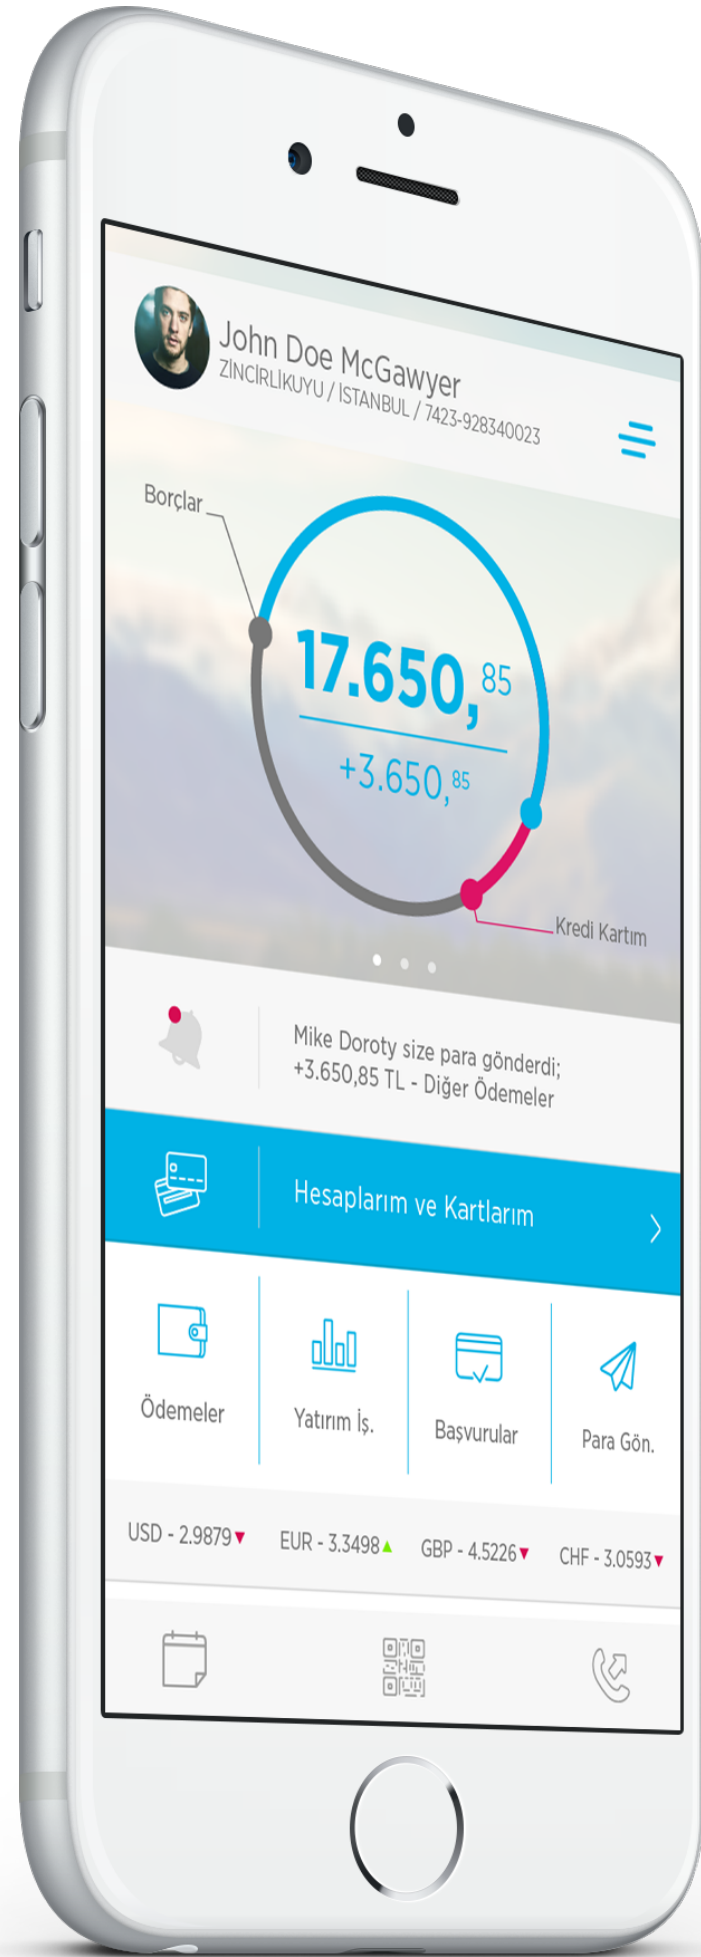 John Doe McGawyer
ZİNCİRLİKUYU / İSTANBUL / 7423-928340023
Borçlar
17.650,85
+3.650,85
Kredi Kartım
Mike Doroty size para gönderdi;
+3.650,85 TL - Diğer Ödemeler
Hesaplarım ve Kartlarım
Ödemeler
Yatırım İş.
Başvurular
Para Gön.
USD - 2.9879▼ EUR - 3.3498▲ GBP - 4.5226▼ CHF - 3.0593▼